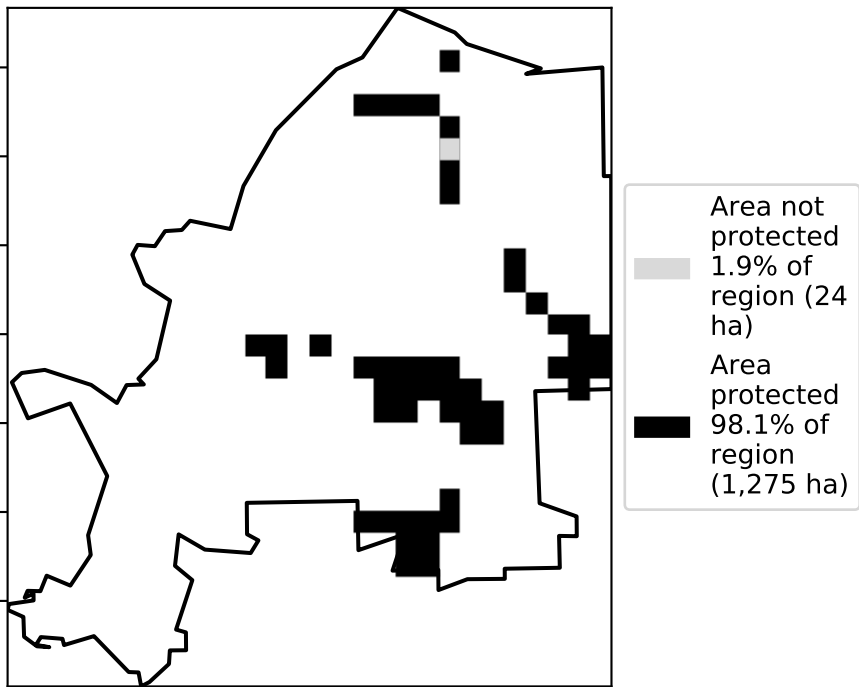 Area not
protected
1.9% of
region (24
ha)
Area
protected
98.1% of
region
(1,275 ha)